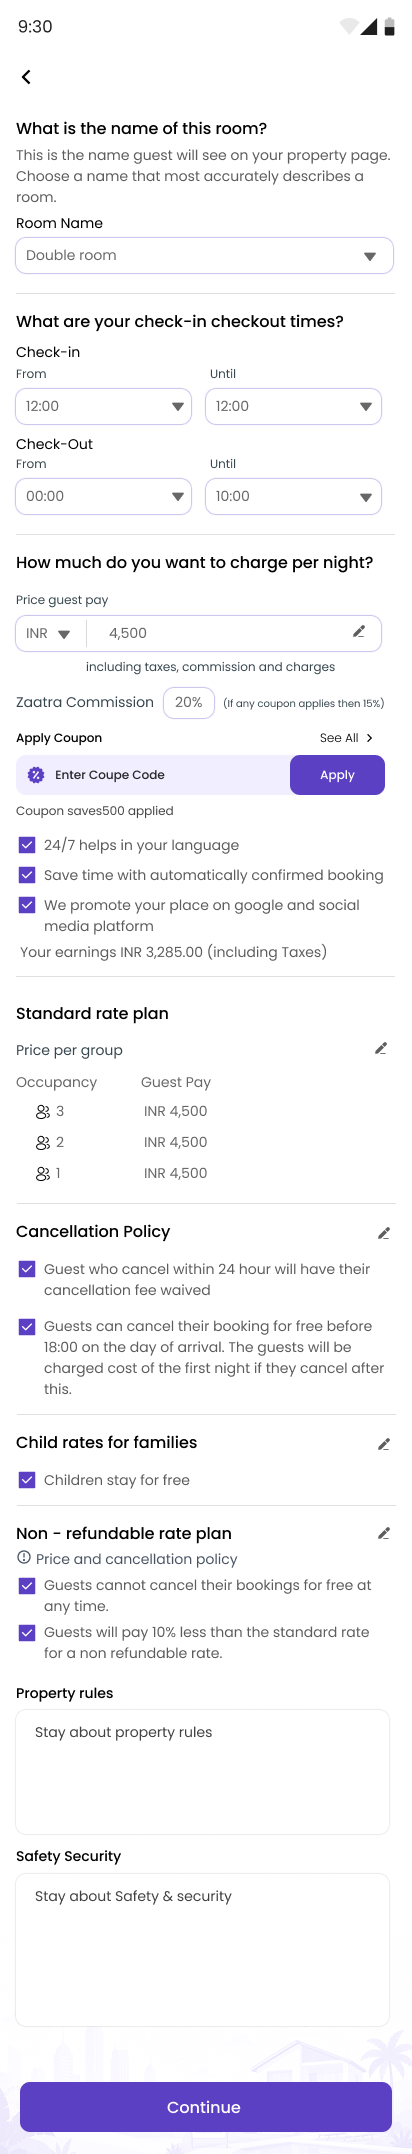 9:30
What is the name of this room?
This is the name guest will see on your property page.
Choose a name that most accurately describes a
room.
Room Name
Double room
What are your check-in checkout times?
Check-in
From Until
12:00 12:00
Check-Out
From Until
00:00 10:00
How much do you want to charge per night?
Price guest pay
INR 4,500
including taxes, commission and charges
Zaatra Commission 20% (If any coupon applies then 15%)
Apply Coupon See All
Enter Coupe Code Apply
Coupon saves500 applied
24/7 helps in your language
Save time with automatically confirmed booking
We promote your place on google and social
media platform
Your earnings INR 3,285.00 (including Taxes)
Standard rate plan
Price per group
Occupancy Guest Pay
3 INR 4,500
2 INR 4,500
1 INR 4,500
Cancellation Policy
Guest who cancel within 24 hour will have their
cancellation fee waived
Guests can cancel their booking for free before
18:00 on the day of arrival. The guests will be
charged cost of the first night if they cancel after
this.
Child rates for families
Children stay for free
Non - refundable rate plan
Price and cancellation policy
Guests cannot cancel their bookings for free at
any time.
Guests will pay 10% less than the standard rate
for a non refundable rate.
Property rules
Stay about property rules
Safety Security
Stay about Safety & security
Continue